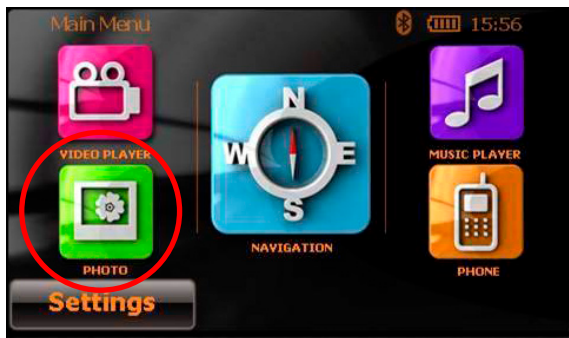 Main Menu 15:56
VIDEO PLAYER
N
W E
S
NAVIGATION
MUSIC PLAYER
PHOTO
PHONE
Settings